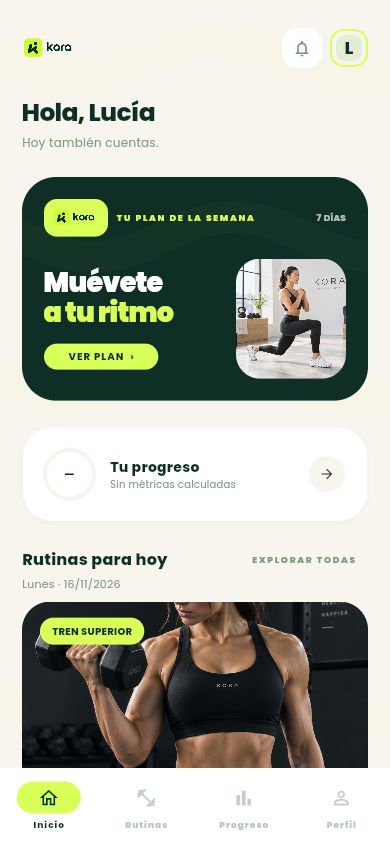 kora
L
Hola, Lucía
Hoy también cuentas.
kora
TU PLAN DE LA SEMANA
7 DÍAS
Muévete
a tu ritmo
KORA
VER PLAN ›
–
Tu progreso
Sin métricas calculadas
Rutinas para hoy
EXPLORAR TODAS
Lunes · 16/11/2026
HAPPIER
TREN SUPERIOR
KORA
Inicio
Rutinas
Progreso
Perfil